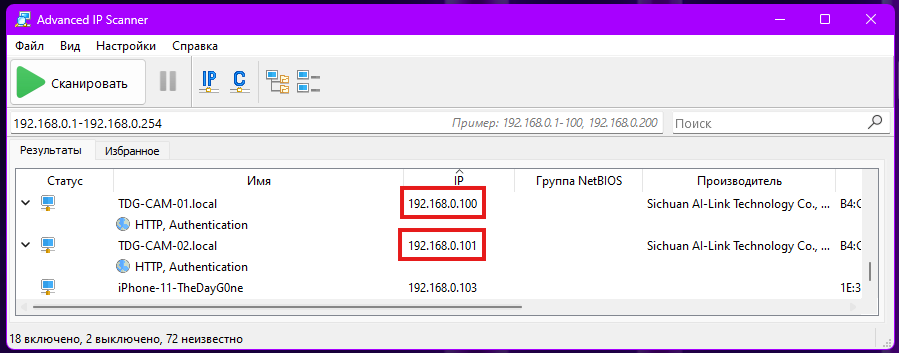 Advanced IP Scanner
Файл Вид Настройки Справка
Сканировать IP C
192.168.0.1-192.168.0.254 Пример: 192.168.0.1-100, 192.168.0.200 Поиск
Результаты Избранное
Статус Имя IP Группа NetBIOS Производитель
TDG-CAM-01.local 192.168.0.100 Sichuan AI-Link Technology Co., ... B4:C
HTTP, Authentication
TDG-CAM-02.local 192.168.0.101 Sichuan AI-Link Technology Co., ... B4:C
HTTP, Authentication
iPhone-11-TheDayG0ne 192.168.0.103 1E:3
18 включено, 2 выключено, 72 неизвестно